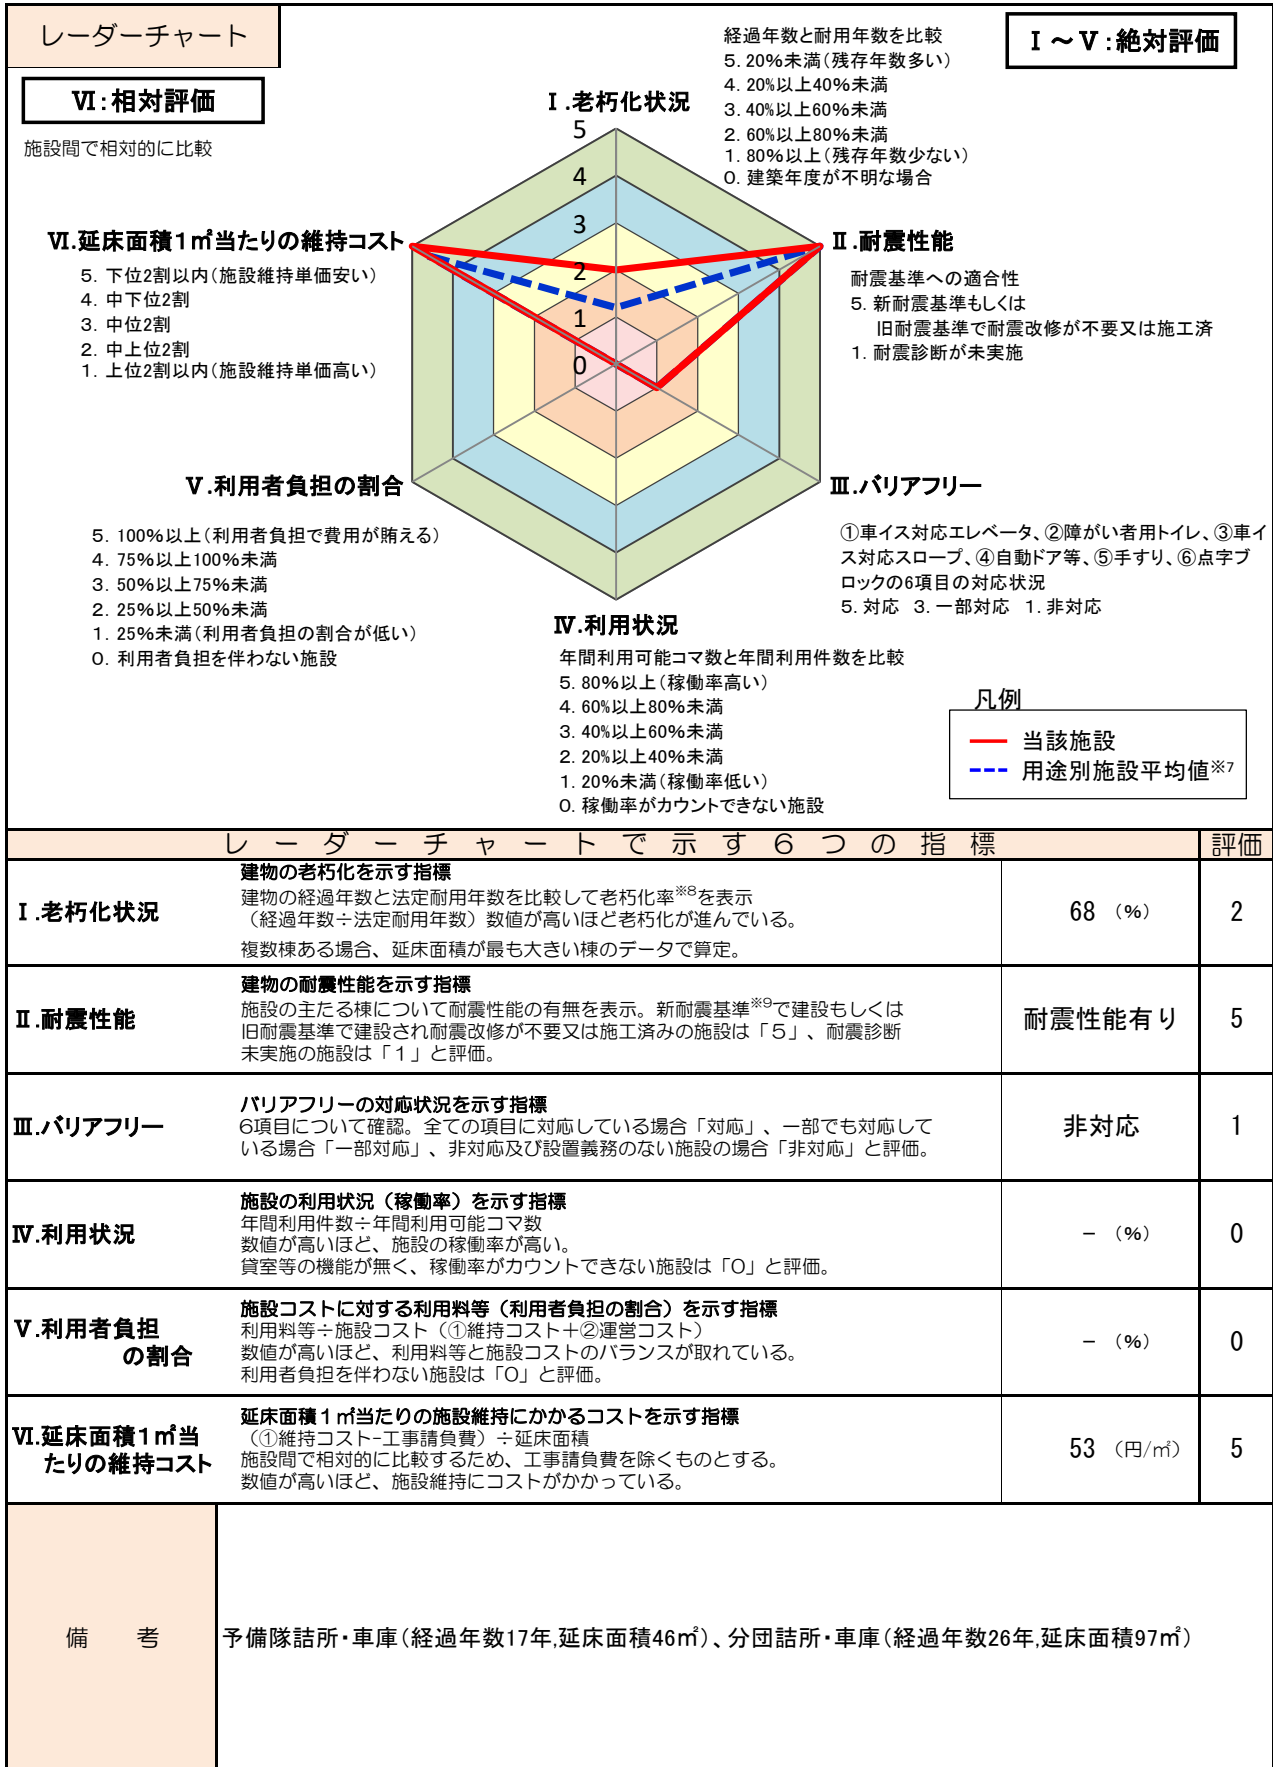 レーダーチャート
Ⅵ：相対評価
施設間で相対的に比較
Ⅰ～Ⅴ：絶対評価
経過年数と耐用年数を比較
5. 20%未満（残存年数多い）
4. 20%以上40%未満
3. 40%以上60%未満
2. 60%以上80%未満
1. 80%以上（残存年数少ない）
0. 建築年度が不明な場合
Ⅰ.老朽化状況
5
4
3
2
1
0
Ⅵ.延床面積1㎡当たりの維持コスト
5. 下位2割以内（施設維持単価安い）
4. 中下位2割
3. 中位2割
2. 中上位2割
1. 上位2割以内（施設維持単価高い）
Ⅱ.耐震性能
耐震基準への適合性
5. 新耐震基準もしくは
旧耐震基準で耐震改修が不要又は施工済
1. 耐震診断が未実施
Ⅴ.利用者負担の割合
5. 100%以上（利用者負担で費用が賄える）
4. 75%以上100%未満
3. 50%以上75%未満
2. 25%以上50%未満
1. 25%未満（利用者負担の割合が低い）
0. 利用者負担を伴わない施設
Ⅲ.バリアフリー
①車イス対応エレベータ、②障がい者用トイレ、③車イ
ス対応スロープ、④自動ドア等、⑤手すり、⑥点字ブ
ロックの6項目の対応状況
5. 対応 3. 一部対応 1. 非対応
Ⅳ.利用状況
年間利用可能コマ数と年間利用件数を比較
5. 80%以上（稼働率高い）
4. 60%以上80%未満
3. 40%以上60%未満
2. 20%以上40%未満
1. 20%未満（稼働率低い）
0. 稼働率がカウントできない施設
凡例
当該施設
用途別施設平均値※7
レーダーチャートで示す6つの指標 評価
Ⅰ.老朽化状況
建物の老朽化を示す指標
建物の経過年数と法定耐用年数を比較して老朽化率※8を表示
（経過年数÷法定耐用年数）数値が高いほど老朽化が進んでいる。
複数棟ある場合、延床面積が最も大きい棟のデータで算定。
68 (%) 2
Ⅱ.耐震性能
建物の耐震性能を示す指標
施設の主たる棟について耐震性能の有無を表示。新耐震基準※9で建設もしくは
旧耐震基準で建設され耐震改修が不要又は施工済みの施設は「5」、耐震診断
未実施の施設は「1」と評価。
耐震性能有り 5
Ⅲ.バリアフリー
バリアフリーの対応状況を示す指標
6項目について確認。全ての項目に対応している場合「対応」、一部でも対応して
いる場合「一部対応」、非対応及び設置義務のない施設の場合「非対応」と評価。
非対応 1
Ⅳ.利用状況
施設の利用状況（稼働率）を示す指標
年間利用件数÷年間利用可能コマ数
数値が高いほど、施設の稼働率が高い。
貸室等の機能が無く、稼働率がカウントできない施設は「0」と評価。
－ (%) 0
Ⅴ.利用者負担
の割合
施設コストに対する利用料等（利用者負担の割合）を示す指標
利用料等÷施設コスト（①維持コスト＋②運営コスト）
数値が高いほど、利用料等と施設コストのバランスが取れている。
利用者負担を伴わない施設は「0」と評価。
－ (%) 0
Ⅵ.延床面積1㎡当
たりの維持コスト
延床面積1㎡当たりの施設維持にかかるコストを示す指標
（①維持コスト-工事請負費）÷延床面積
施設間で相対的に比較するため、工事請負費を除くものとする。
数値が高いほど、施設維持にコストがかかっている。
53 (円/㎡) 5
備 考
予備隊詰所・車庫（経過年数17年,延床面積46㎡）、分団詰所・車庫（経過年数26年,延床面積97㎡）